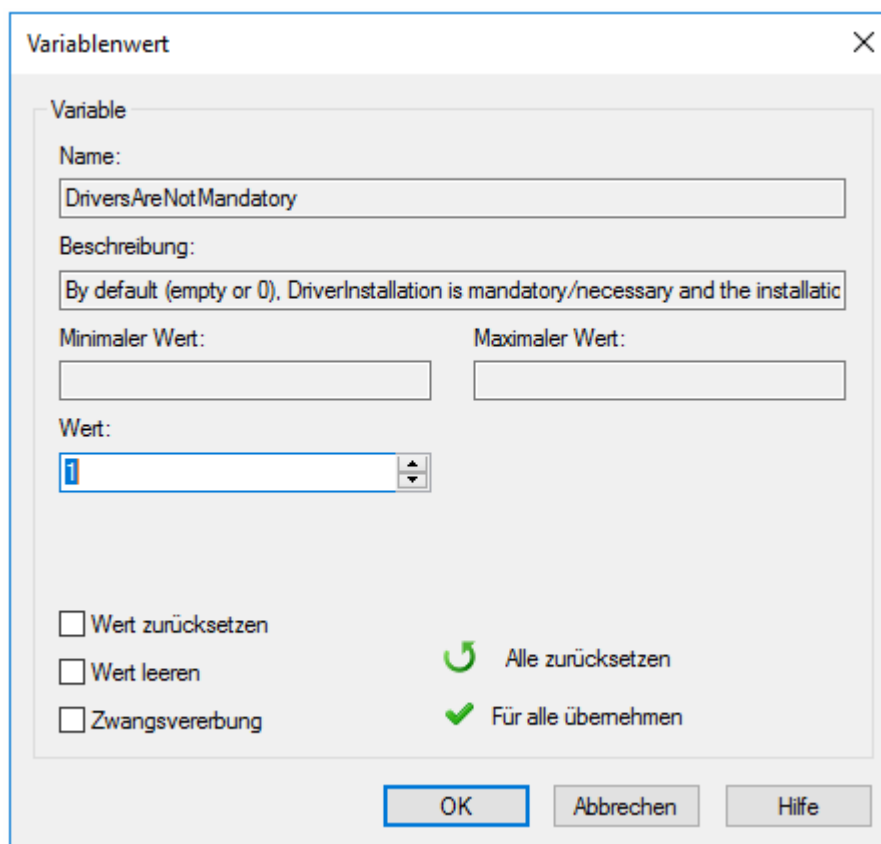 Variablenwert
Variable
Name:
DriversAreNotMandatory
Beschreibung:
By default (empty or 0), DriverInstallation is mandatory/necessary and the installatic
Minimaler Wert:
Maximaler Wert:
Wert:
1
Wert zurücksetzen
Alle zurücksetzen
Wert leeren
Für alle übernehmen
Zwangsvererbung
OK
Abbrechen
Hilfe